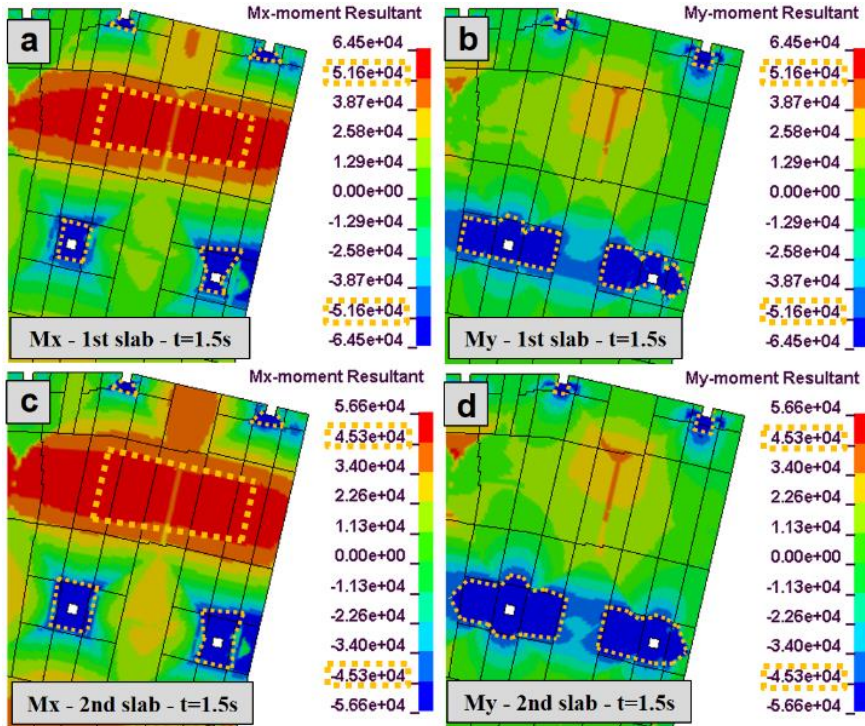 a
Mx-moment Resultant
6.45e+04
5.16e+04
3.87e+04
2.58e+04
1.29e+04
0.00e+00
-1.29e+04
-2.58e+04
-3.87e+04
-5.16e+04
-6.45e+04
Mx - 1st slab - t=1.5s
b
My-moment Resultant
6.45e+04
5.16e+04
3.87e+04
2.58e+04
1.29e+04
0.00e+00
-1.29e+04
-2.58e+04
-3.87e+04
-5.16e+04
-6.45e+04
My - 1st slab - t=1.5s
c
Mx-moment Resultant
5.66e+04
4.53e+04
3.40e+04
2.26e+04
1.13e+04
0.00e+00
-1.13e+04
-2.26e+04
-3.40e+04
-4.53e+04
-5.66e+04
Mx - 2nd slab - t=1.5s
d
My-moment Resultant
5.66e+04
4.53e+04
3.40e+04
2.26e+04
1.13e+04
0.00e+00
-1.13e+04
-2.26e+04
-3.40e+04
-4.53e+04
-5.66e+04
My - 2nd slab - t=1.5s